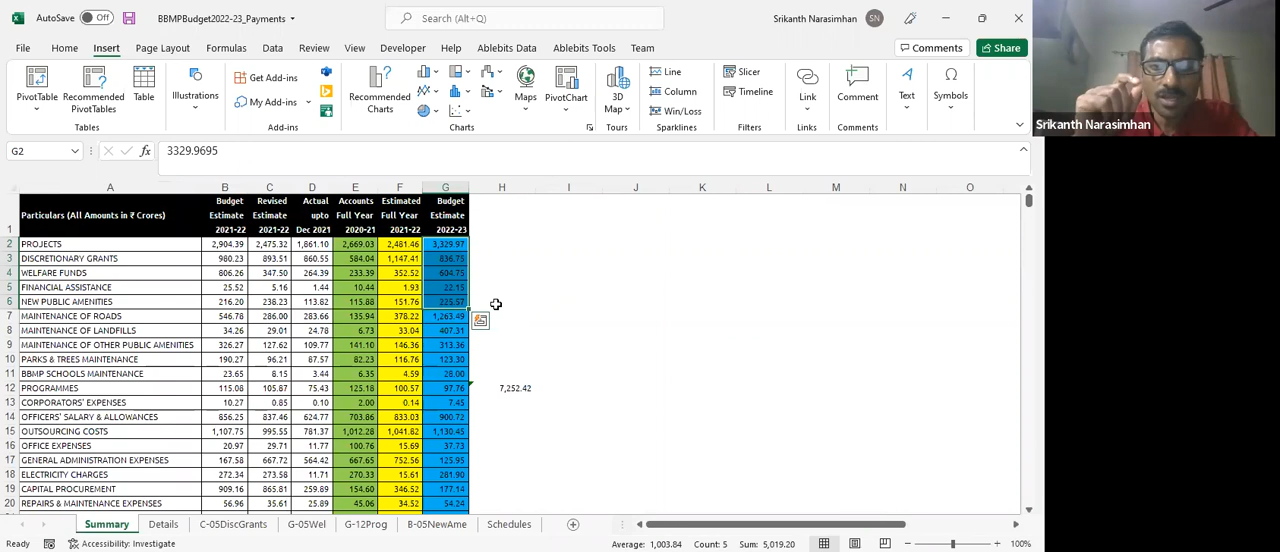 AutoSave Off BBMPBudget2022-23_Payments Search (Alt+Q) Srikanth Narasimhan SN
File Home Insert Page Layout Formulas Data Review View Developer Help Ablebits Data Ablebits Tools Team Comments Share
PivotTable Recommended PivotTables Table Illustrations Get Add-ins My Add-ins Recommended Charts Maps PivotChart 3D Map Line Column Win/Loss Slicer Timeline Link Comment Text Symbols
Tables Add-ins Charts Tours Sparklines Filters Links Comments
Srikanth Narasimhan
G2 fx 3329.9695
A B C D E F G H I J K L M N O
1 Particulars (All Amounts in ₹ Crores) Budget Estimate 2021-22 Revised Estimate 2021-22 Actual upto Dec 2021 Accounts Full Year 2020-21 Estimated Full Year 2021-22 Budget Estimate 2022-23
2 PROJECTS 2,904.39 2,475.32 1,861.10 2,669.03 2,481.46 3,329.97
3 DISCRETIONARY GRANTS 980.23 893.51 860.55 584.04 1,147.41 836.75
4 WELFARE FUNDS 806.26 347.50 264.39 233.39 352.52 604.75
5 FINANCIAL ASSISTANCE 25.52 5.16 1.44 10.44 1.93 22.15
6 NEW PUBLIC AMENITIES 216.20 238.23 113.82 115.88 151.76 225.57
7 MAINTENANCE OF ROADS 546.78 286.00 283.66 135.94 378.22 1,263.49
8 MAINTENANCE OF LANDFILLS 34.26 29.01 24.78 6.73 33.04 407.31
9 MAINTENANCE OF OTHER PUBLIC AMENITIES 326.27 127.62 109.77 141.10 146.36 313.36
10 PARKS & TREES MAINTENANCE 190.27 96.21 87.57 82.23 116.76 123.30
11 BBMP SCHOOLS MAINTENANCE 23.65 8.15 3.44 6.35 4.59 28.00
12 PROGRAMMES 115.08 105.87 75.43 125.18 100.57 97.76 7,252.42
13 CORPORATORS' EXPENSES 10.27 0.85 0.10 2.00 0.14 7.45
14 OFFICERS' SALARY & ALLOWANCES 856.25 837.46 624.77 703.86 833.03 900.72
15 OUTSOURCING COSTS 1,107.75 995.55 781.37 1,012.28 1,041.82 1,130.45
16 OFFICE EXPENSES 20.97 29.71 11.77 100.76 15.69 37.73
17 GENERAL ADMINISTRATION EXPENSES 167.58 667.72 564.42 667.65 752.56 125.95
18 ELECTRICITY CHARGES 272.34 273.58 11.71 270.33 15.61 281.90
19 CAPITAL PROCUREMENT 909.16 865.81 259.89 154.60 346.52 177.14
20 REPAIRS & MAINTENANCE EXPENSES 56.96 35.61 25.89 45.06 34.52 54.24
Summary Details C-05DiscGrants G-05Wel G-12Prog B-05NewAme Schedules
Ready Accessibility: Investigate Average: 1,003.84 Count: 5 Sum: 5,019.20 100%